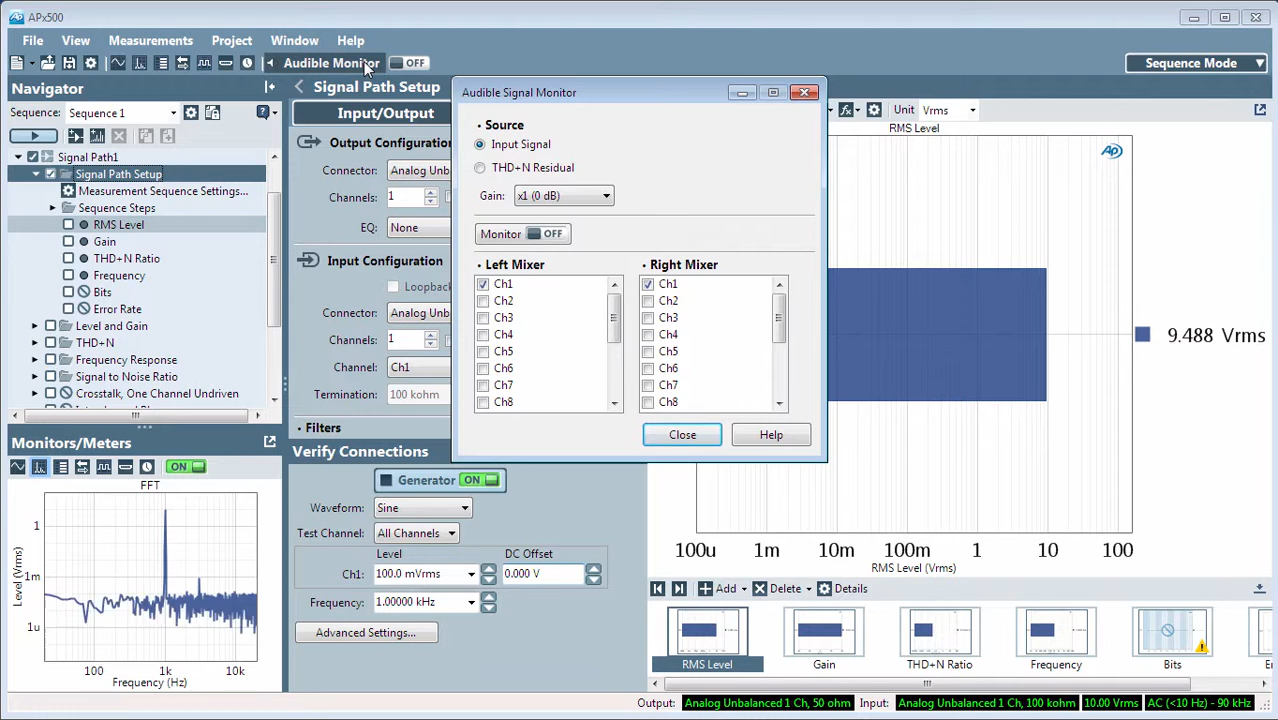 APx500
File View Measurements Project Window Help
Audible Monitor OFF
Sequence Mode
Navigator
Sequence: Sequence 1
Signal Path1
Signal Path Setup
Measurement Sequence Settings...
Sequence Steps
RMS Level
Gain
THD+N Ratio
Frequency
Bits
Error Rate
Level and Gain
THD+N
Frequency Response
Signal to Noise Ratio
Crosstalk, One Channel Undriven
Monitors/Meters
ON
FFT
Level (Vrms)
1
1m
1u
100 1k 10k
Frequency (Hz)
Signal Path Setup
Input/Output
Output Configuration
Connector: Analog Unb
Channels: 1
EQ: None
Input Configuration
Loopback
Connector: Analog Unb
Channels: 1
Channel: Ch1
Termination: 100 kohm
Filters
Verify Connections
Generator ON
Waveform: Sine
Test Channel: All Channels
Level DC Offset
Ch1: 100.0 mVrms 0.000 V
Frequency: 1.00000 kHz
Advanced Settings...
Audible Signal Monitor
Source
Input Signal
THD+N Residual
Gain: x1 (0 dB)
Monitor OFF
Left Mixer
Ch1
Ch2
Ch3
Ch4
Ch5
Ch6
Ch7
Ch8
Right Mixer
Ch1
Ch2
Ch3
Ch4
Ch5
Ch6
Ch7
Ch8
Close Help
Unit Vrms
RMS Level
9.488 Vrms
100u 1m 10m 100m 1 10 100
RMS Level (Vrms)
Add Delete Details
RMS Level Gain THD+N Ratio Frequency Bits
Output: Analog Unbalanced 1 Ch, 50 ohm Input: Analog Unbalanced 1 Ch, 100 kohm 10.00 Vrms AC (<10 Hz) - 90 kHz